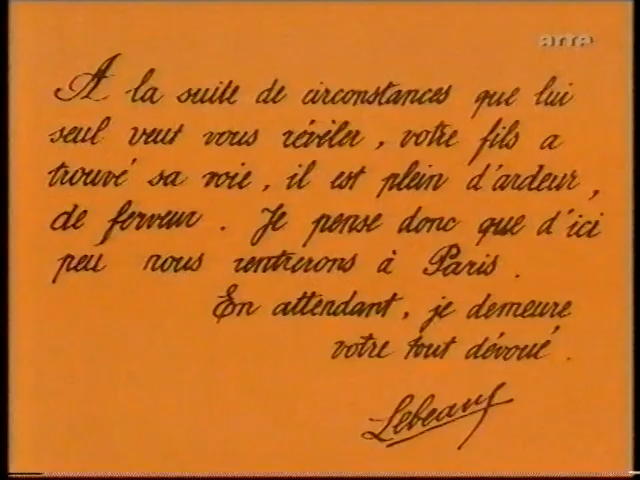 arte
A la suite de circonstances que lui
seul veut vous révéler, votre fils a
trouvé sa voie, il est plein d'ardeur,
de ferveur. Je pense donc que d'ici
peu nous rentrerons à Paris.
En attendant, je demeure
votre tout dévoué.
Lebeauf